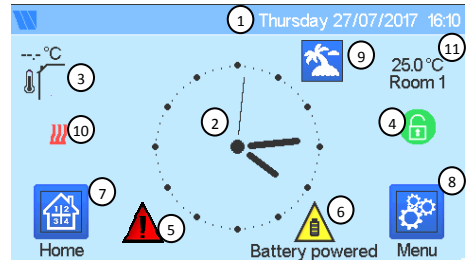 1 Thursday 27/07/2017 16:10
--.- °C
3
9
11
25.0 °C
Room 1
10
2
4
7
1 2
3 4
5
6
8
Home
Battery powered
Menu